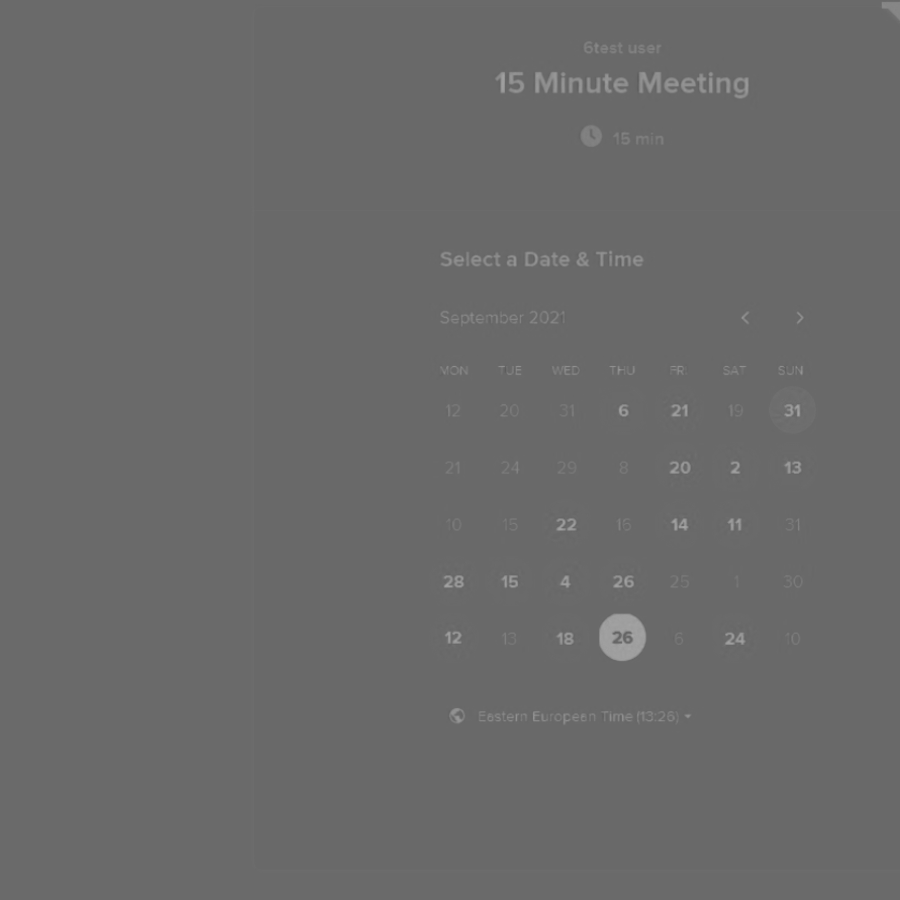 6test user
15 Minute Meeting
15 min
Select a Date & Time
September 2021
MON TUE WED THU FR SAT SUN
12 20 31 6 21 19 31
21 24 29 8 20 2 13
10 15 22 16 14 11 31
28 15 4 26 25 1 30
12 13 18 26 6 24 10
Eastern European Time (13:26)